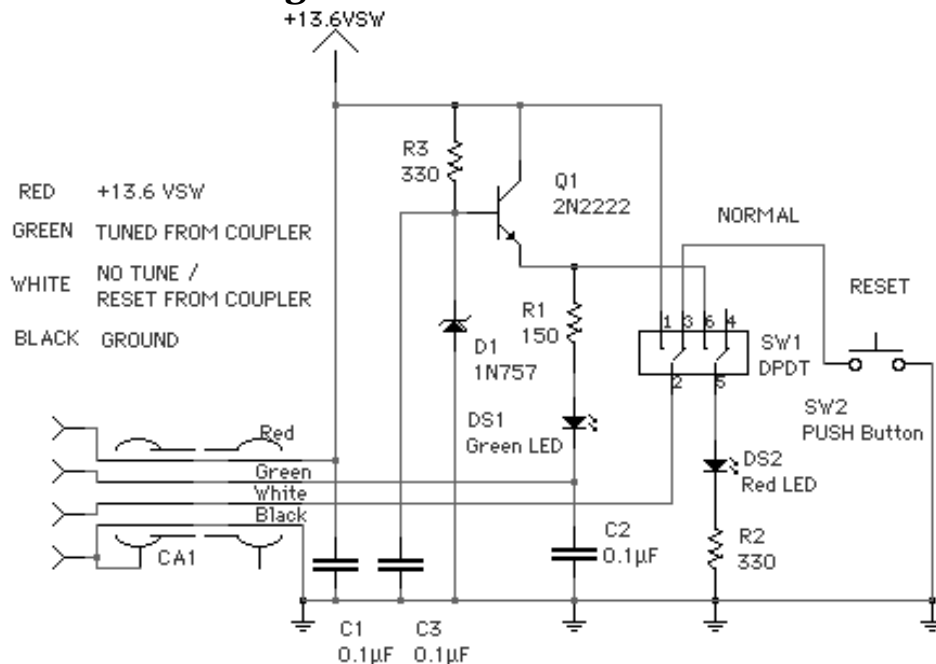 +13.6VSW
R3
330
Q1
2N2222
RED +13.6 VSW
GREEN TUNED FROM COUPLER
WHITE NO TUNE /
RESET FROM COUPLER
BLACK GROUND
NORMAL
RESET
R1
150
D1
1N757
1 3 6 4
SW1
DPDT
2 5
SW2
PUSH Button
DS1
Green LED
DS2
Red LED
Red
Green
White
Black
CA1
C2
0.1µF
R2
330
C1 C3
0.1µF 0.1µF